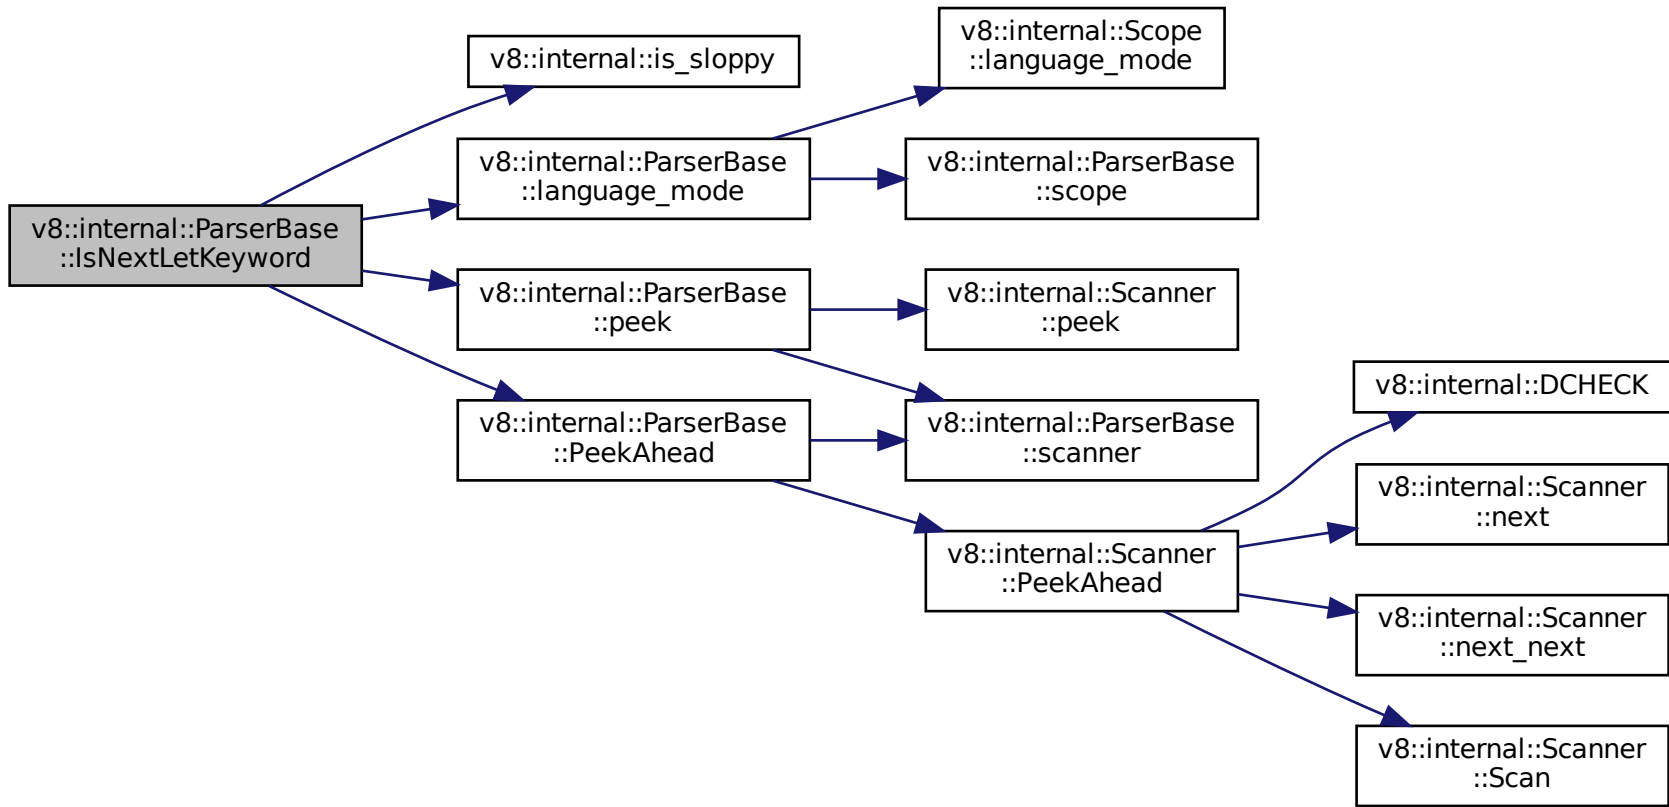 v8::internal::ParserBase
::IsNextLetKeyword
v8::internal::is_sloppy
v8::internal::ParserBase
::language_mode
v8::internal::ParserBase
::peek
v8::internal::ParserBase
::PeekAhead
v8::internal::Scope
::language_mode
v8::internal::ParserBase
::scope
v8::internal::Scanner
::peek
v8::internal::ParserBase
::scanner
v8::internal::Scanner
::PeekAhead
v8::internal::DCHECK
v8::internal::Scanner
::next
v8::internal::Scanner
::next_next
v8::internal::Scanner
::Scan